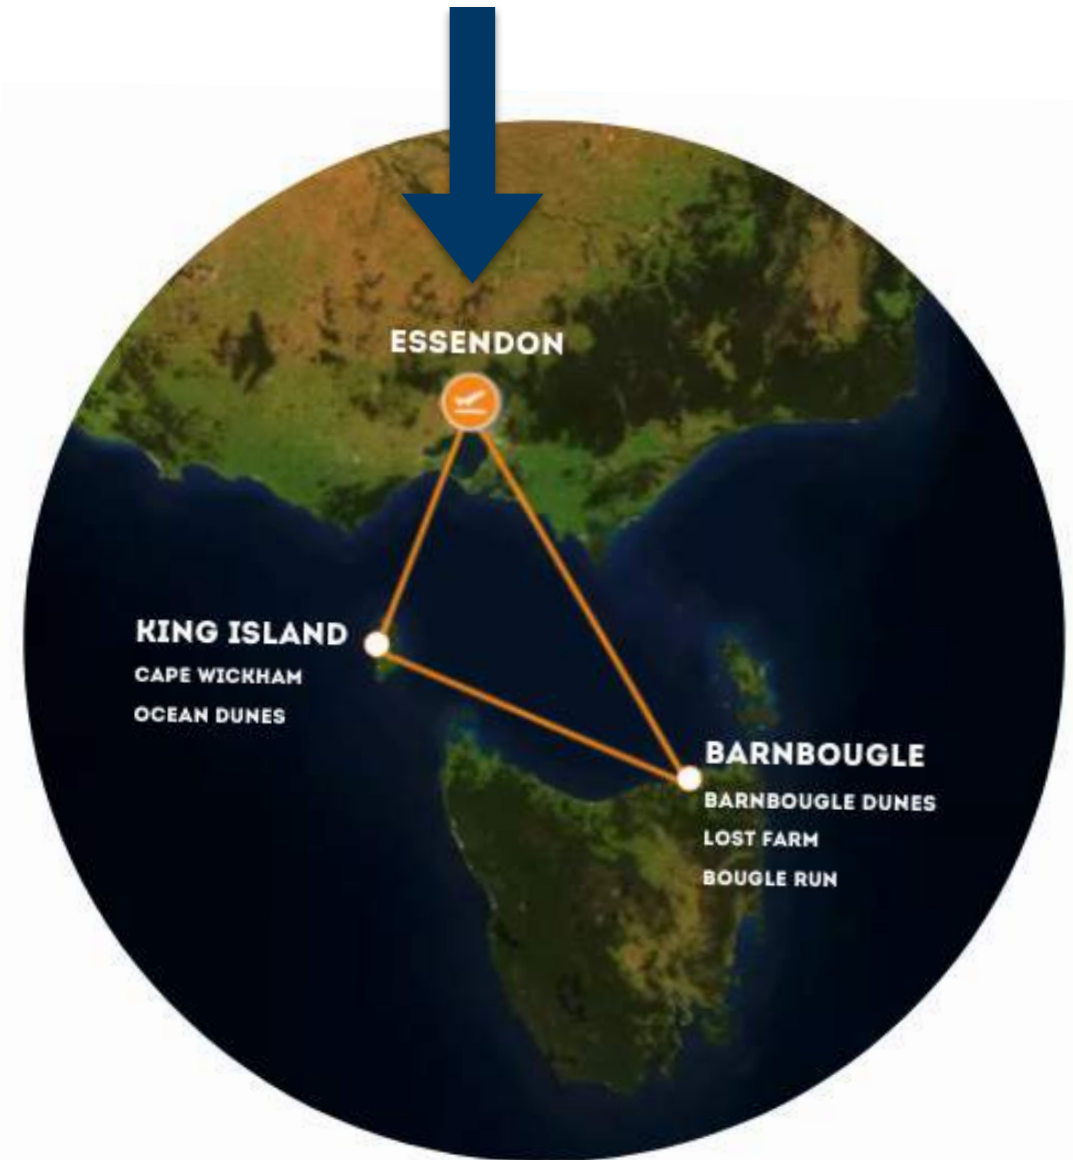 ESSENDON
KING ISLAND
CAPE WICKHAM
OCEAN DUNES
BARNBOUGLE
BARNBOUGLE DUNES
LOST FARM
BOUGLE RUN